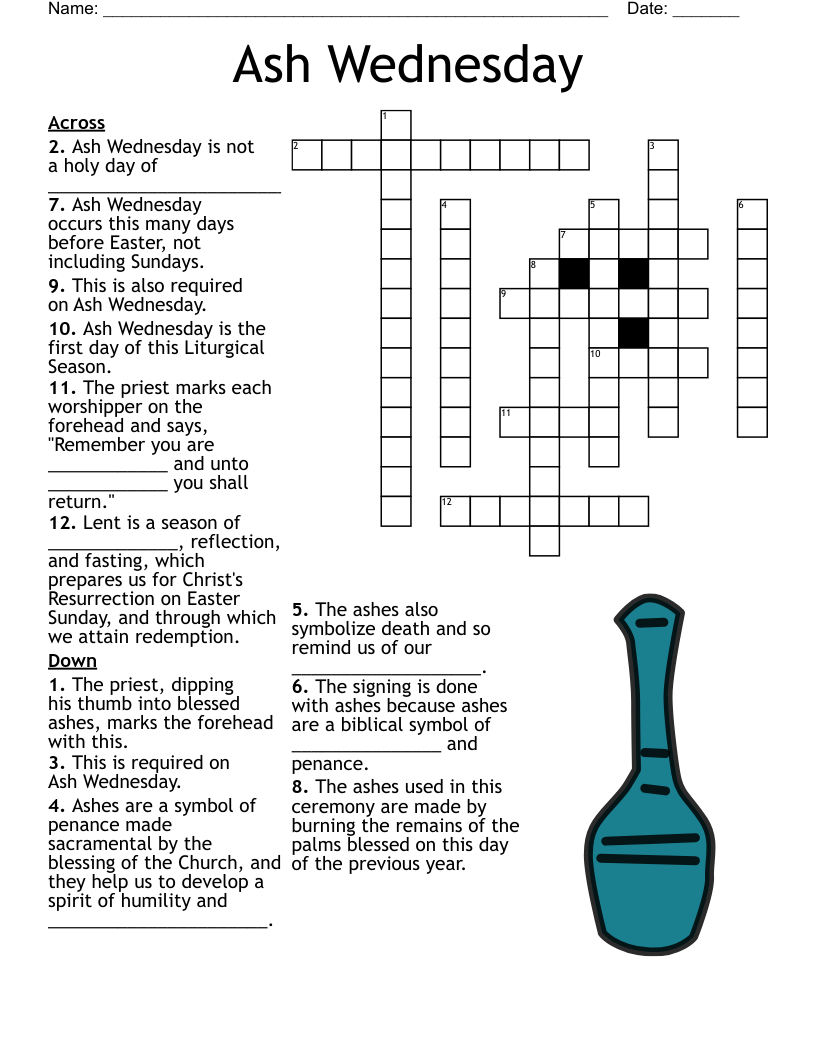 Name: ______________________________________________________ Date: _______
Ash Wednesday
Across
2. Ash Wednesday is not
a holy day of
_______________________
7. Ash Wednesday
occurs this many days
before Easter, not
including Sundays.
9. This is also required
on Ash Wednesday.
10. Ash Wednesday is the
first day of this Liturgical
Season.
11. The priest marks each
worshipper on the
forehead and says,
"Remember you are
____________ and unto
____________ you shall
return."
12. Lent is a season of
_____________, reflection,
and fasting, which
prepares us for Christ's
Resurrection on Easter
Sunday, and through which
we attain redemption.
Down
1. The priest, dipping
his thumb into blessed
ashes, marks the forehead
with this.
3. This is required on
Ash Wednesday.
4. Ashes are a symbol of
penance made
sacramental by the
blessing of the Church, and
they help us to develop a
spirit of humility and
______________________.
5. The ashes also
symbolize death and so
remind us of our
___________________.
6. The signing is done
with ashes because ashes
are a biblical symbol of
_______________ and
penance.
8. The ashes used in this
ceremony are made by
burning the remains of the
palms blessed on this day
of the previous year.
1
2
3
4
5
6
7
8
9
10
11
12